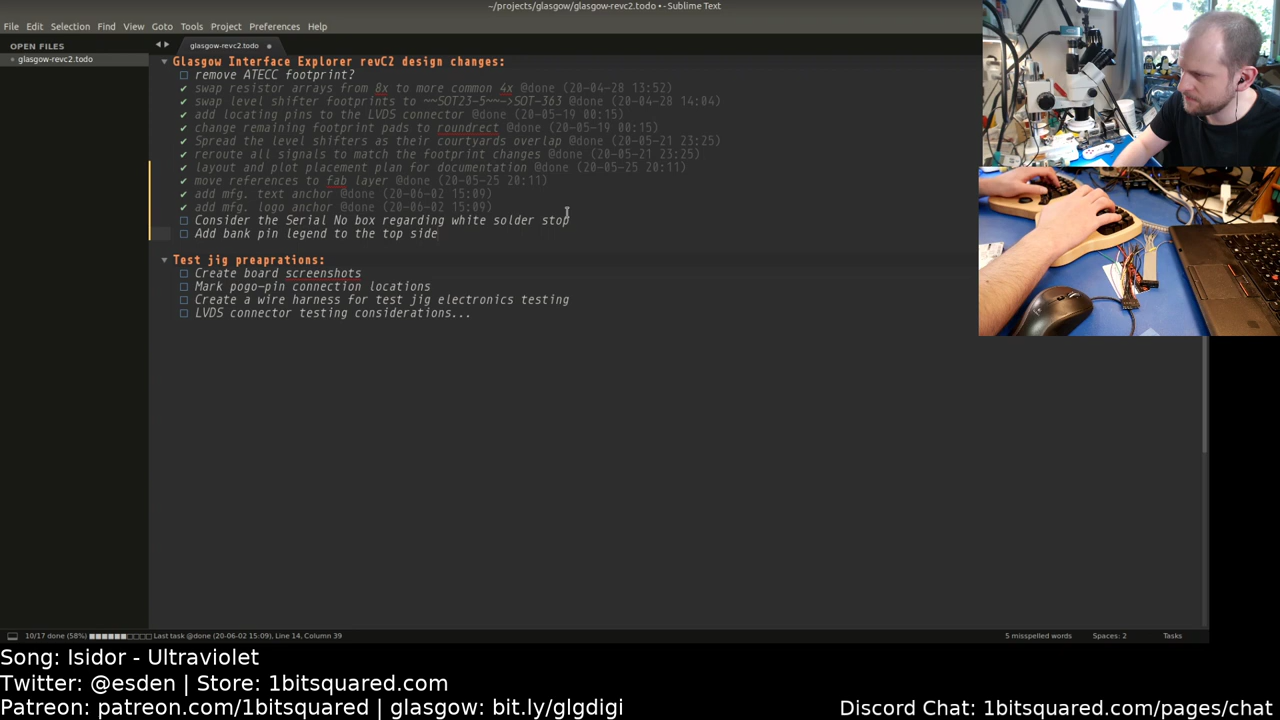 ~/projects/glasgow/glasgow-revc2.todo • - Sublime Text
File Edit Selection Find View Goto Tools Project Preferences Help
OPEN FILES
glasgow-revc2.todo
glasgow-revc2.todo
Glasgow Interface Explorer revC2 design changes:
☐ remove ATECC footprint?
✔ swap resistor arrays from 8x to more common 4x @done (20-04-28 13:52)
✔ swap level shifter footprints to ~~SOT23-5~~->SOT-363 @done (20-04-28 14:04)
✔ add locating pins to the LVDS connector @done (20-05-19 00:15)
✔ change remaining footprint pads to roundrect @done (20-05-19 00:15)
✔ Spread the level shifters as their courtyards overlap @done (20-05-21 23:25)
✔ reroute all signals to match the footprint changes @done (20-05-21 23:25)
✔ layout and plot placement plan for documentation @done (20-05-25 20:11)
✔ move references to fab layer @done (20-05-25 20:11)
✔ add mfg. text anchor @done (20-06-02 15:09)
✔ add mfg. logo anchor @done (20-06-02 15:09)
☐ Consider the Serial No box regarding white solder stop
☐ Add bank pin legend to the top side
Test jig preaprations:
☐ Create board screenshots
☐ Mark pogo-pin connection locations
☐ Create a wire harness for test jig electronics testing
☐ LVDS connector testing considerations...
10/17 done (58%) ■■■■■■□□□□ Last task @done (20-06-02 15:09), Line 14, Column 39
5 misspelled words
Spaces: 2
Tasks
Song: Isidor - Ultraviolet
Twitter: @esden | Store: 1bitsquared.com
Patreon: patreon.com/1bitsquared | glasgow: bit.ly/glgdigi
Discord Chat: 1bitsquared.com/pages/chat